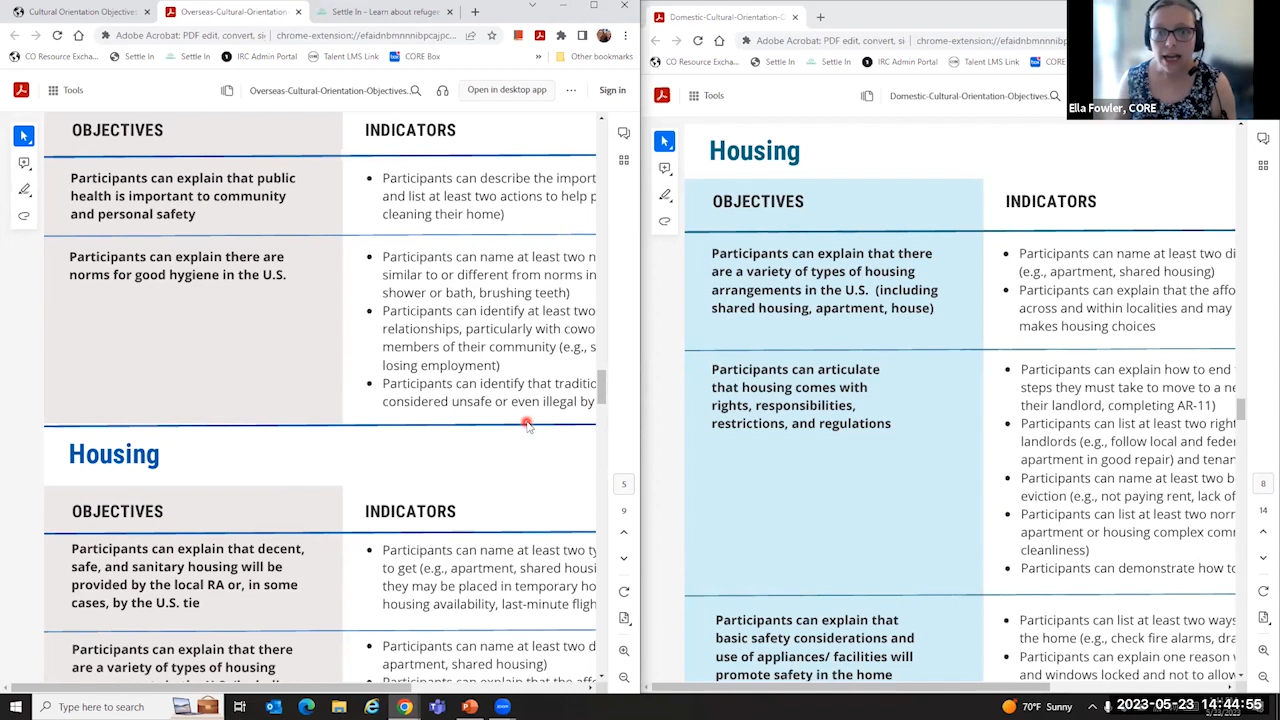 Cultural Orientation Objective:
Overseas-Cultural-Orientation-
Settle In - Learn about refugee
Adobe Acrobat: PDF edit, convert, si
chrome-extension://efaidnbmnnnibpcajpc
CO Resource Excha...
Settle In
Settle In
IRC Admin Portal
Talent LMS Link
CORE Box
»
Other bookmarks
Tools
Overseas-Cultural-Orientation-Objectives
Open in desktop app
Sign in
OBJECTIVES
INDICATORS
Participants can explain that public
health is important to community
and personal safety
Participants can describe the import
and list at least two actions to help p
cleaning their home)
Participants can explain there are
norms for good hygiene in the U.S.
Participants can name at least two n
similar to or different from norms in
shower or bath, brushing teeth)
Participants can identify at least two
relationships, particularly with cowo
members of their community (e.g., s
losing employment)
Participants can identify that traditio
considered unsafe or even illegal by
Housing
OBJECTIVES
INDICATORS
Participants can explain that decent,
safe, and sanitary housing will be
provided by the local RA or, in some
cases, by the U.S. tie
Participants can name at least two ty
to get (e.g., apartment, shared housi
they may be placed in temporary ho
housing availability, last-minute fligh
Participants can explain that there
are a variety of types of housing
Participants can name at least two d
apartment, shared housing)
5
9
Domestic-Cultural-Orientation-O
Adobe Acrobat: PDF edit, convert, si
chrome-extension://efaidnbmnnnibp
CO Resource Excha...
Settle In
Settle In
IRC Admin Portal
Talent LMS Link
CORE
Ella Fowler, CORE
Tools
Domestic-Cultural-Orientation-Objectives
Housing
OBJECTIVES
INDICATORS
Participants can explain that there
are a variety of types of housing
arrangements in the U.S. (including
shared housing, apartment, house)
Participants can name at least two di
(e.g., apartment, shared housing)
Participants can explain that the affo
across and within localities and may
makes housing choices
Participants can articulate
that housing comes with
rights, responsibilities,
restrictions, and regulations
Participants can explain how to end
steps they must take to move to a ne
their landlord, completing AR-11)
Participants can list at least two right
landlords (e.g., follow local and feder
apartment in good repair) and tenan
Participants can name at least two b
eviction (e.g., not paying rent, lack of
Participants can list at least two norr
apartment or housing complex com
cleanliness)
Participants can demonstrate how to
Participants can explain that
basic safety considerations and
use of appliances/ facilities will
promote safety in the home
Participants can list at least two ways
the home (e.g., check fire alarms, dra
Participants can explain one reason w
and windows locked and not to allow
8
14
Type here to search
70°F Sunny
2023-05-23 14:44:55